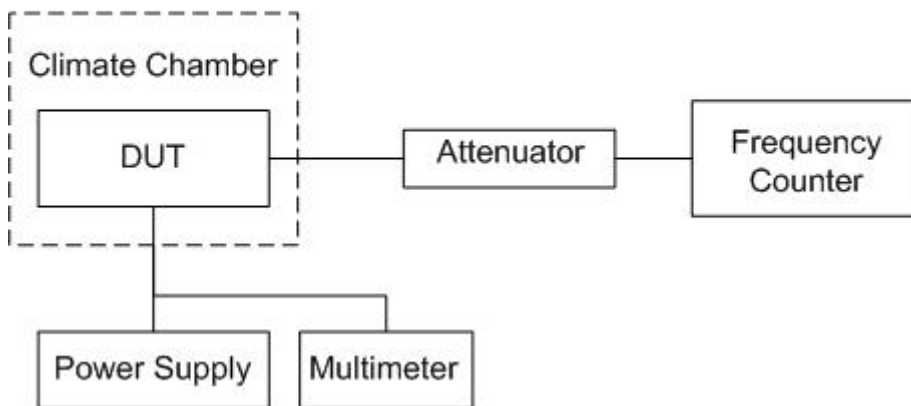 Climate Chamber
DUT
Attenuator
Frequency
Counter
Power Supply
Multimeter